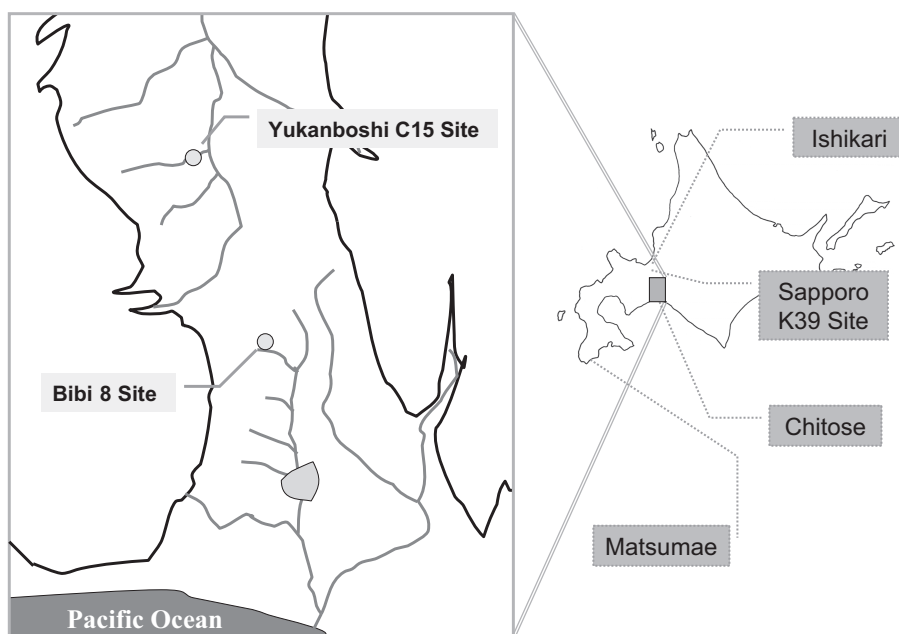 Yukanboshi C15 Site
Bibi 8 Site
Pacific Ocean
Ishikari
Sapporo
K39 Site
Chitose
Matsumae